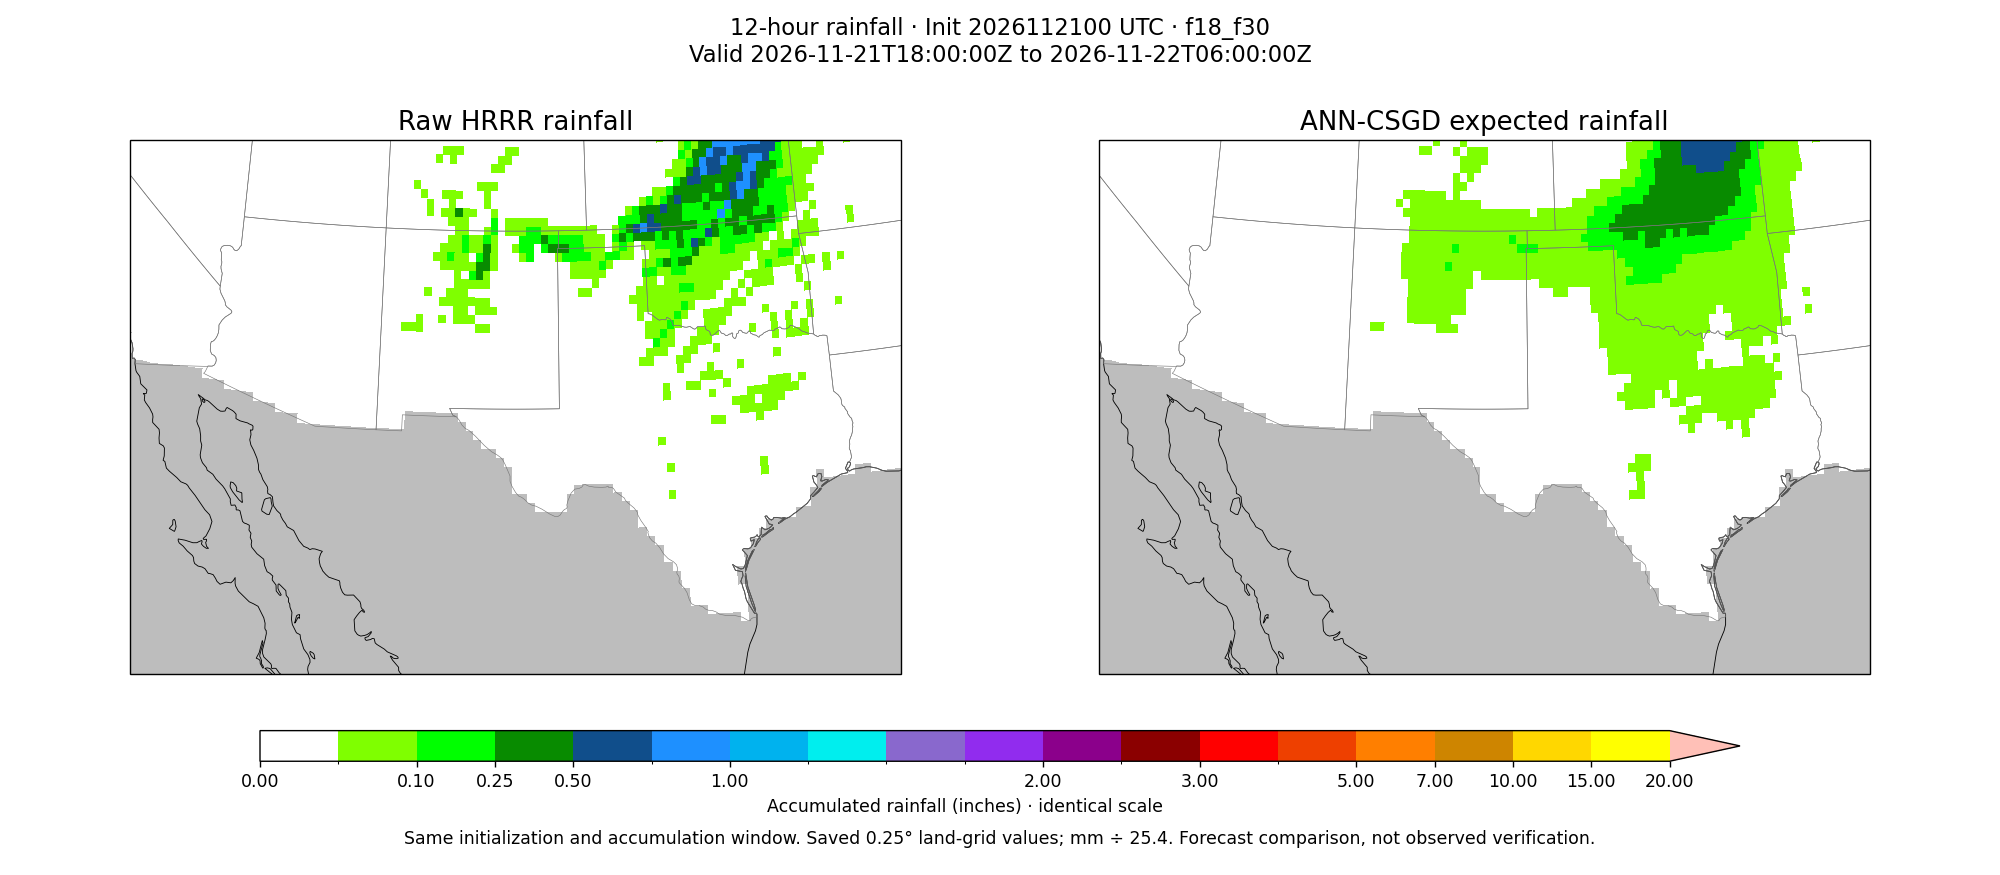 12-hour rainfall · Init 2026112100 UTC · f18_f30
Valid 2026-11-21T18:00:00Z to 2026-11-22T06:00:00Z
Raw HRRR rainfall
ANN-CSGD expected rainfall
0.00 0.10 0.25 0.50 1.00 2.00 3.00 5.00 7.00 10.00 15.00 20.00
Accumulated rainfall (inches) · identical scale
Same initialization and accumulation window. Saved 0.25° land-grid values; mm ÷ 25.4. Forecast comparison, not observed verification.